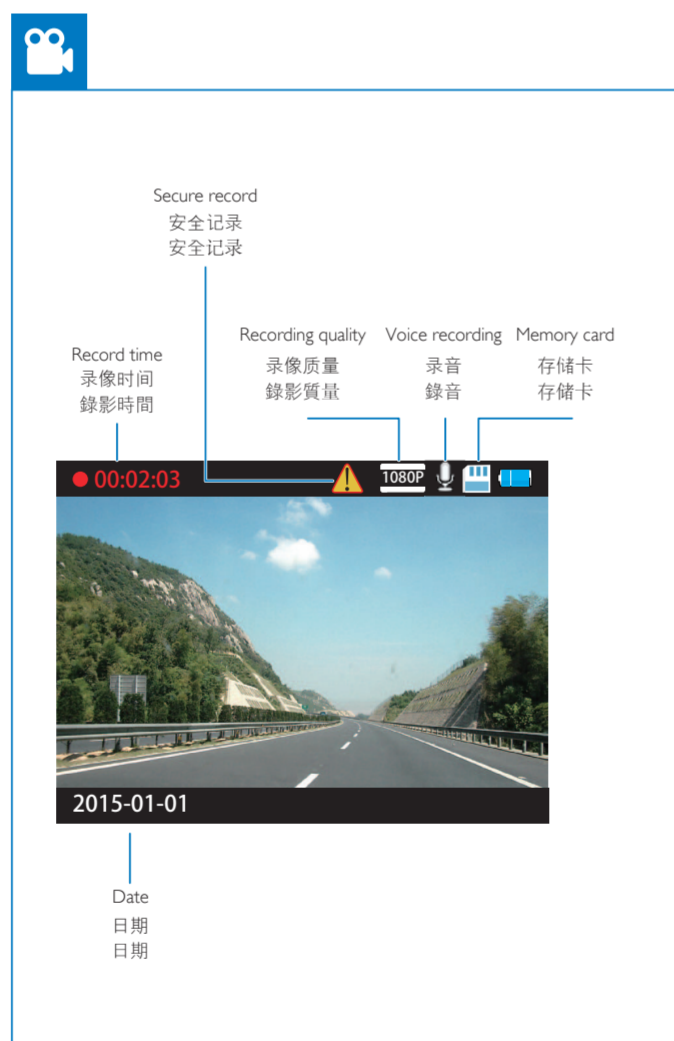 Secure record
安全记录
安全记录
Recording quality
录像质量
錄影質量
Voice recording
录音
錄音
Memory card
存储卡
存储卡
Record time
录像时间
錄影時間
00:02:03
1080P
2015-01-01
Date
日期
日期